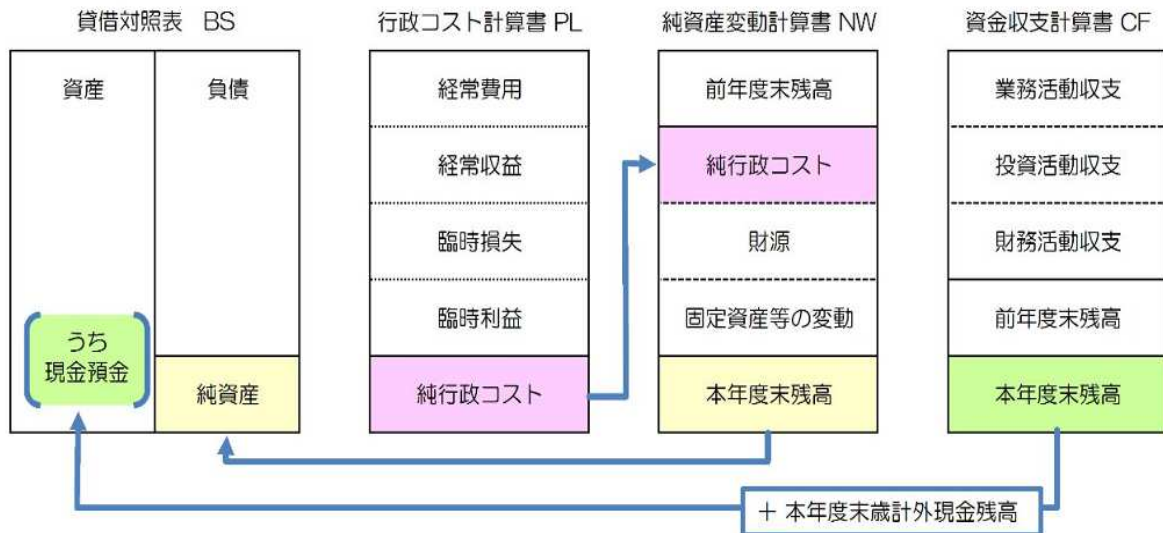 貸借対照表 BS
資産
負債
うち
現金預金
純資産
行政コスト計算書 PL
経常費用
経常収益
臨時損失
臨時利益
純行政コスト
純資産変動計算書 NW
前年度末残高
純行政コスト
財源
固定資産等の変動
本年度末残高
資金収支計算書 CF
業務活動収支
投資活動収支
財務活動収支
前年度末残高
本年度末残高
＋ 本年度末歳計外現金残高